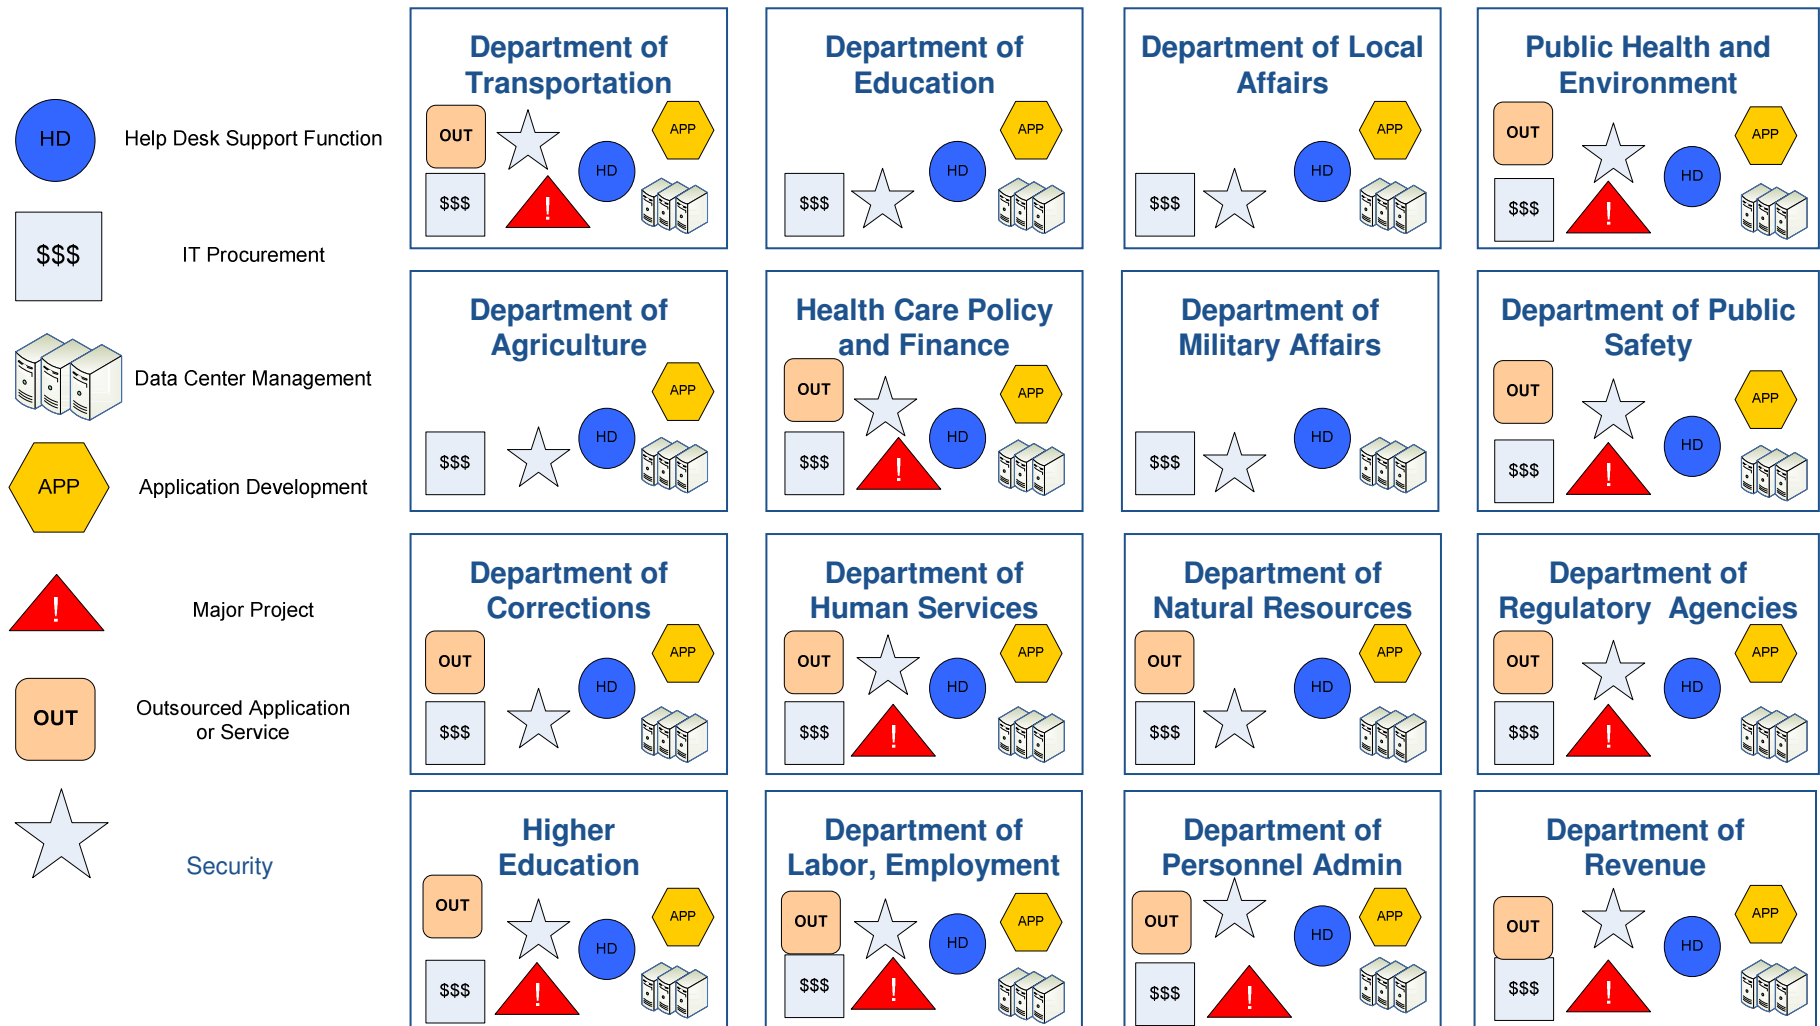 HD
Help Desk Support Function
$$$
IT Procurement
Data Center Management
APP
Application Development
!
Major Project
OUT
Outsourced Application
or Service
Security
Department of
Transportation
OUT
APP
HD
$$$
!
Department of
Education
APP
HD
$$$
Department of Local
Affairs
APP
HD
$$$
Public Health and
Environment
OUT
APP
HD
$$$
!
Department of
Agriculture
APP
HD
$$$
Health Care Policy
and Finance
OUT
APP
HD
$$$
!
Department of
Military Affairs
HD
$$$
Department of Public
Safety
OUT
APP
HD
$$$
!
Department of
Corrections
OUT
APP
HD
$$$
Department of
Human Services
OUT
APP
HD
$$$
!
Department of
Natural Resources
OUT
APP
HD
$$$
Department of
Regulatory Agencies
OUT
APP
HD
$$$
!
Higher
Education
OUT
APP
HD
$$$
!
Department of
Labor, Employment
OUT
APP
HD
$$$
!
Department of
Personnel Admin
OUT
APP
HD
$$$
!
Department of
Revenue
OUT
APP
HD
$$$
!